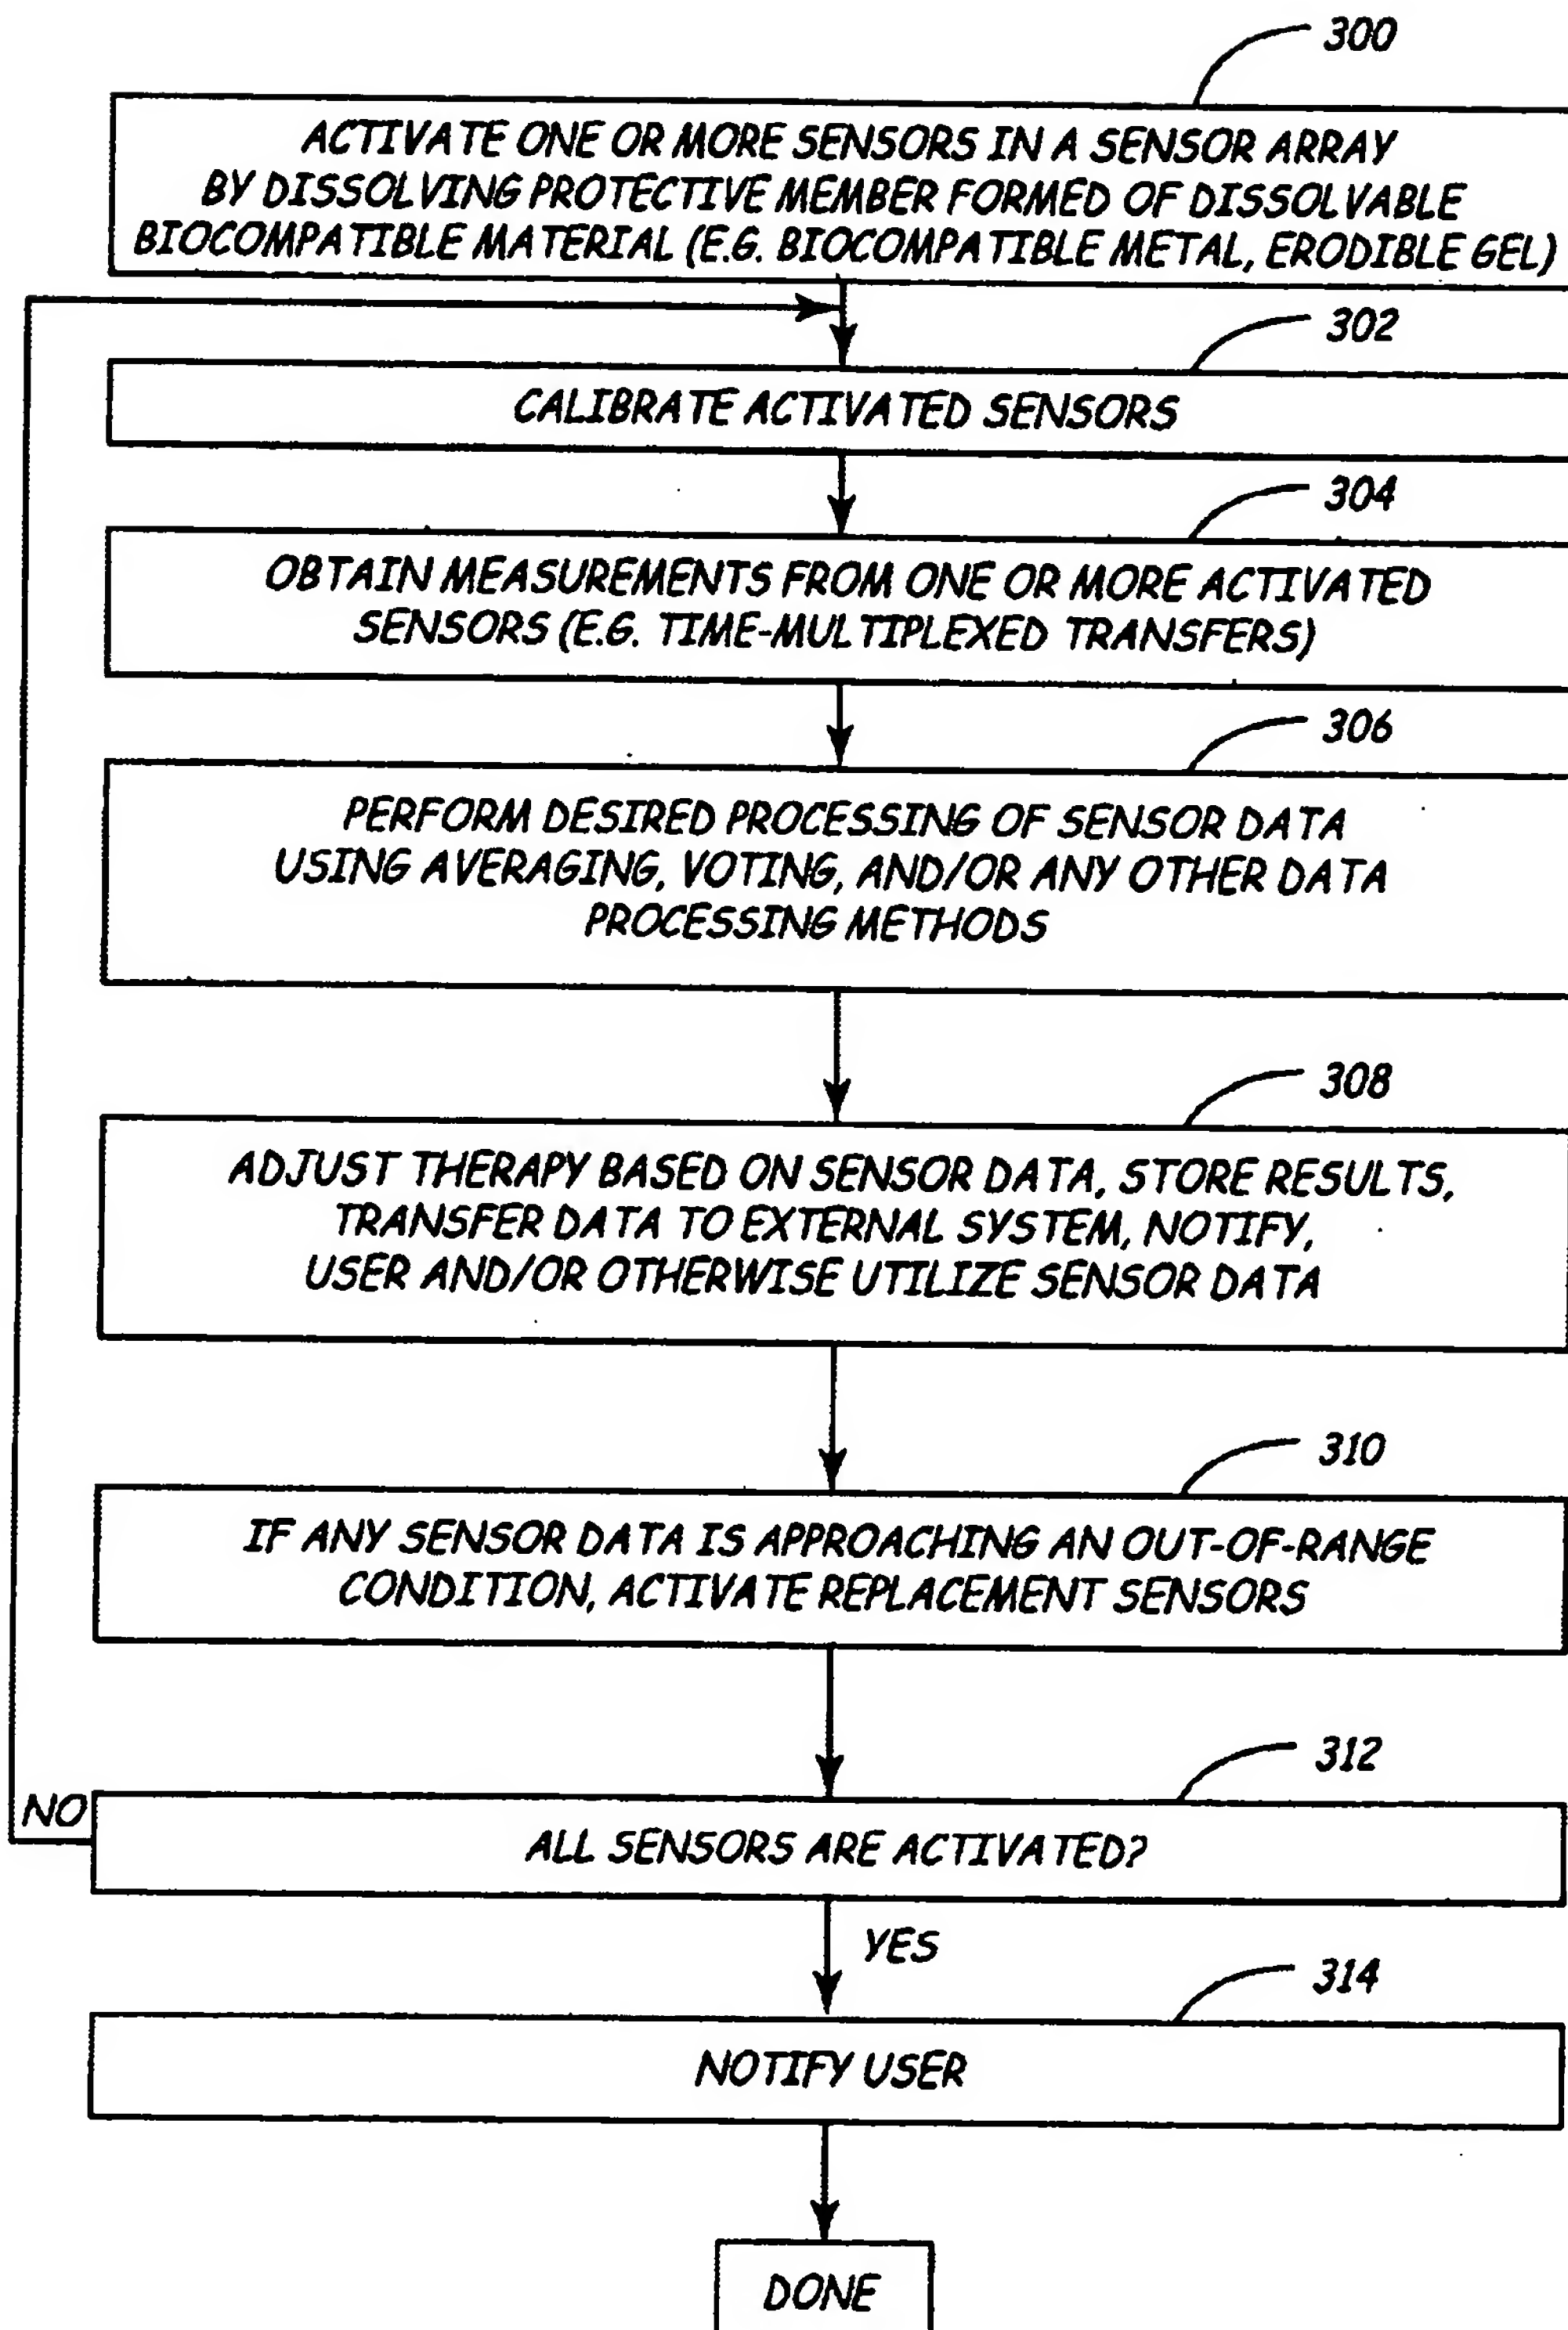 300
ACTIVATE ONE OR MORE SENSORS IN A SENSOR ARRAY
BY DISSOLVING PROTECTIVE MEMBER FORMED OF DISSOLVABLE
BIOCOMPATIBLE MATERIAL (E.G. BIOCOMPATIBLE METAL, ERODIBLE GEL)
302
CALIBRATE ACTIVATED SENSORS
304
OBTAIN MEASUREMENTS FROM ONE OR MORE ACTIVATED
SENSORS (E.G. TIME-MULTIPLEXED TRANSFERS)
306
PERFORM DESIRED PROCESSING OF SENSOR DATA
USING AVERAGING, VOTING, AND/OR ANY OTHER DATA
PROCESSING METHODS
308
ADJUST THERAPY BASED ON SENSOR DATA, STORE RESULTS,
TRANSFER DATA TO EXTERNAL SYSTEM, NOTIFY,
USER AND/OR OTHERWISE UTILIZE SENSOR DATA
310
IF ANY SENSOR DATA IS APPROACHING AN OUT-OF-RANGE
CONDITION, ACTIVATE REPLACEMENT SENSORS
312
NO
ALL SENSORS ARE ACTIVATED?
YES
314
NOTIFY USER
DONE